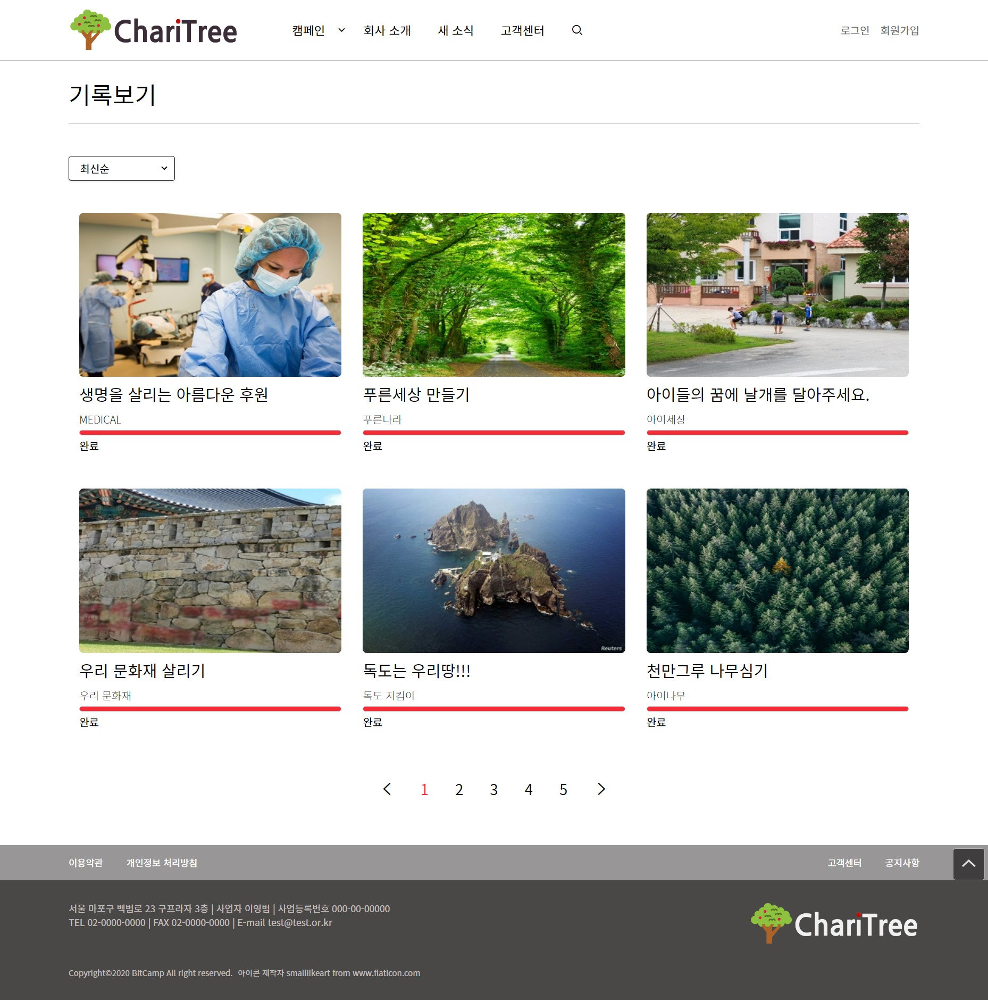 ChariTree
캠페인
회사 소개
새 소식
고객센터
로그인
회원가입
기록보기
최신순
생명을 살리는 아름다운 후원
MEDICAL
완료
푸른세상 만들기
푸른나라
완료
아이들의 꿈에 날개를 달아주세요.
아이세상
완료
Reuters
우리 문화재 살리기
우리 문화재
완료
독도는 우리땅!!!
독도 지킴이
완료
천만그루 나무심기
아이나무
완료
1 2 3 4 5
이용약관
개인정보 처리방침
고객센터
공지사항
서울 마포구 백범로 23 구프라자 3층 | 사업자 이영범 | 사업등록번호 000-00-00000
TEL 02-0000-0000 | FAX 02-0000-0000 | E-mail test@test.or.kr
ChariTree
Copyright©2020 BitCamp All right reserved. 아이콘 제작자 smalllikeart from www.flaticon.com